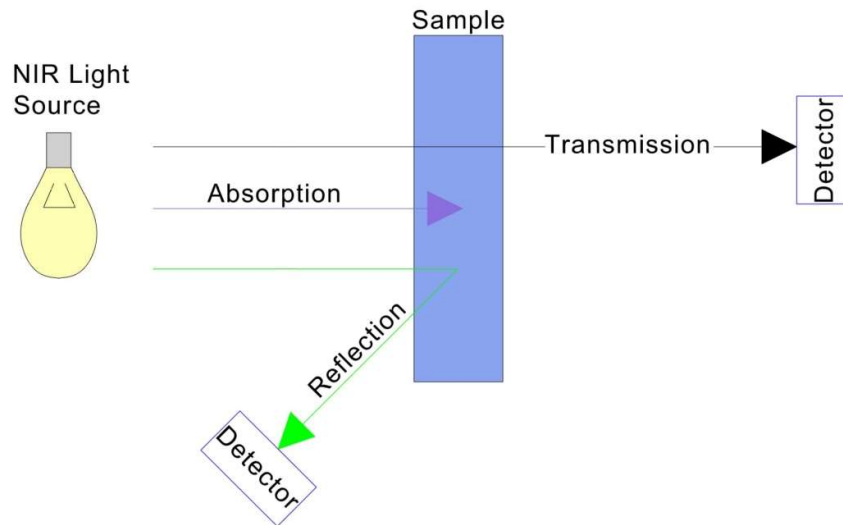 Sample
NIR Light
Source
Transmission
Detector
Absorption
Reflection
Detector